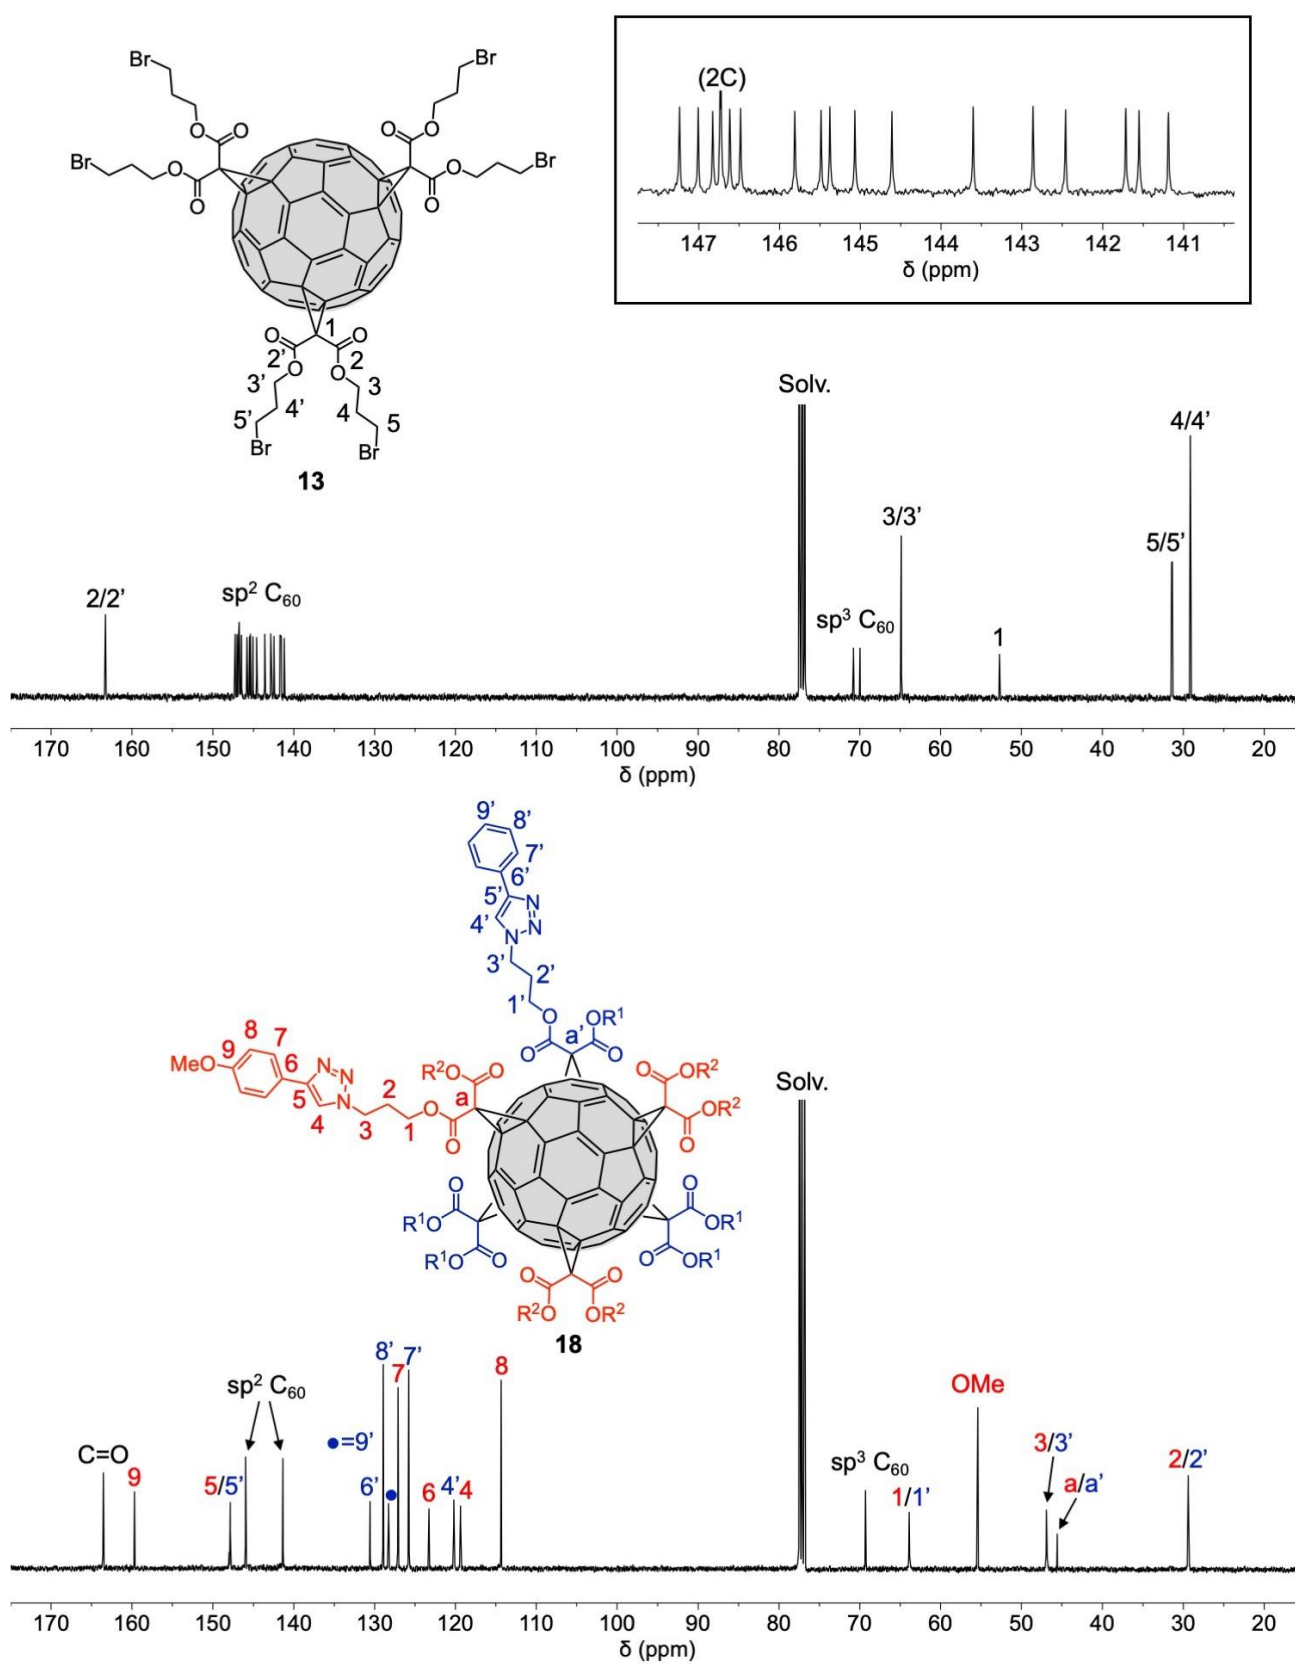 Br
Br
Br
Br
O
O
O
O
O
O
O
O
1
O
O
2'
2
O
O
3'
3
4'
4
5'
5
Br
Br
13
(2C)
147 146 145 144 143 142 141
δ (ppm)
Solv.
4/4'
3/3'
5/5'
2/2'
sp² C₆₀
sp³ C₆₀
1
170 160 150 140 130 120 110 100 90 80 70 60 50 40 30 20
δ (ppm)
9'
8'
7'
6'
5'
4'
N
N
N
3'
2'
1'
O
OR¹
a'
O
O
8
7
9
MeO
6
N
N
5
N
4
2
3
1
O
R²O
O
a
O
O
OR²
OR²
O
O
R¹O
R¹O
O
O
OR¹
O
OR¹
O
O
R²O
OR²
18
Solv.
8'
7
7'
8
sp² C₆₀
OMe
●=9'
C=O
9
5/5'
6'
6
4'
4
sp³ C₆₀
1/1'
3/3'
a/a'
2/2'
170 160 150 140 130 120 110 100 90 80 70 60 50 40 30 20
δ (ppm)